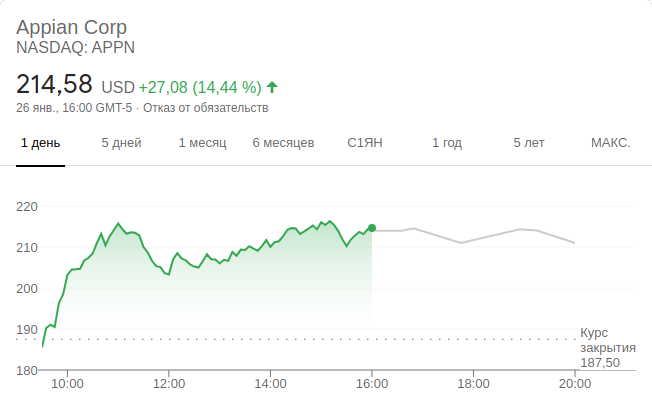 Appian Corp
NASDAQ: APPN
214,58 USD +27,08 (14,44 %)
26 янв., 16:00 GMT-5 · Отказ от обязательств
1 день 5 дней 1 месяц 6 месяцев С1ЯН 1 год 5 лет МАКС.
220
210
200
190
180
Курс
закрытия
187,50
10:00 12:00 14:00 16:00 18:00 20:00